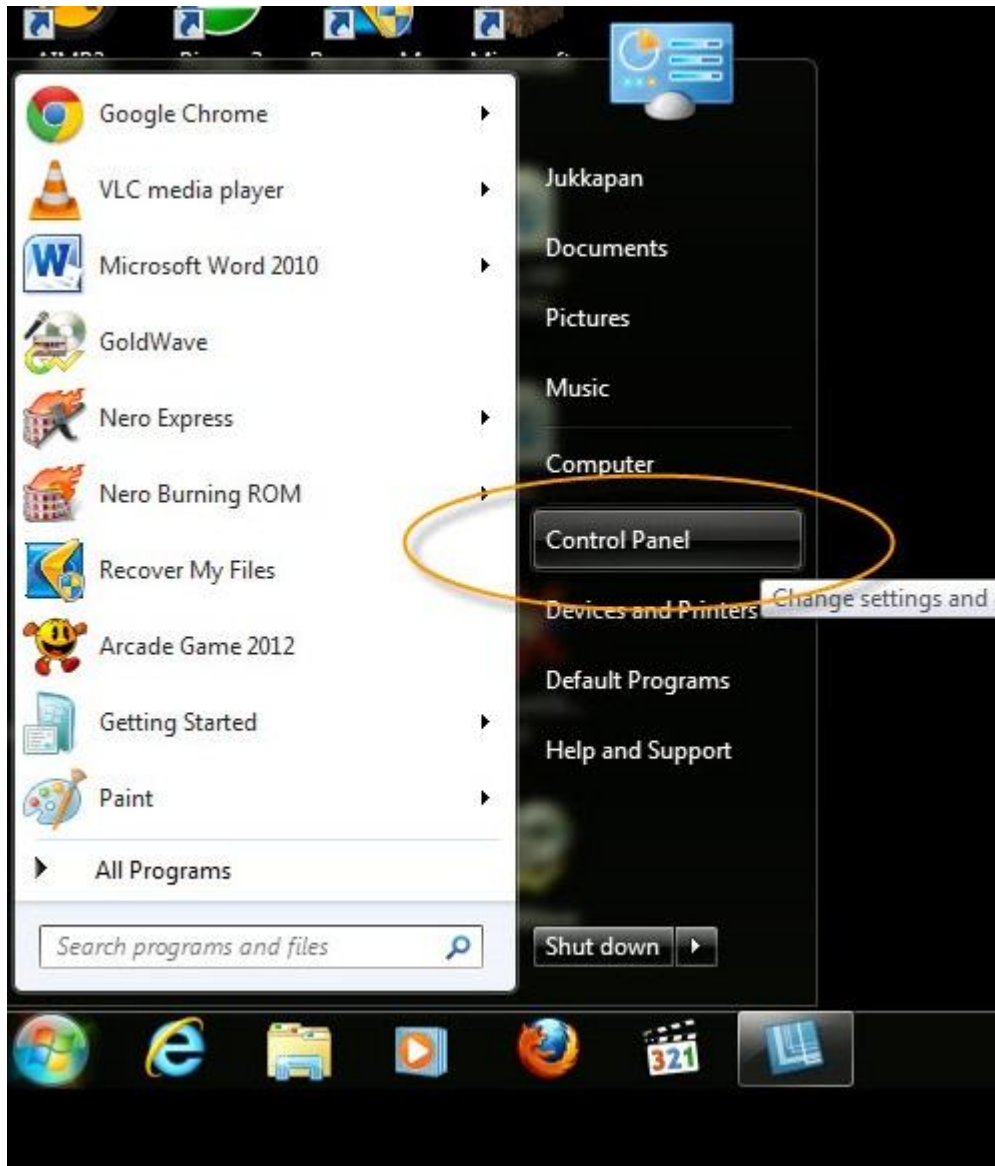 Google Chrome
VLC media player
Microsoft Word 2010
GoldWave
Nero Express
Nero Burning ROM
Recover My Files
Arcade Game 2012
Getting Started
Paint
All Programs
Search programs and files
Jukkapan
Documents
Pictures
Music
Computer
Control Panel
Devices and Printers
Change settings and
Default Programs
Help and Support
Shut down
321